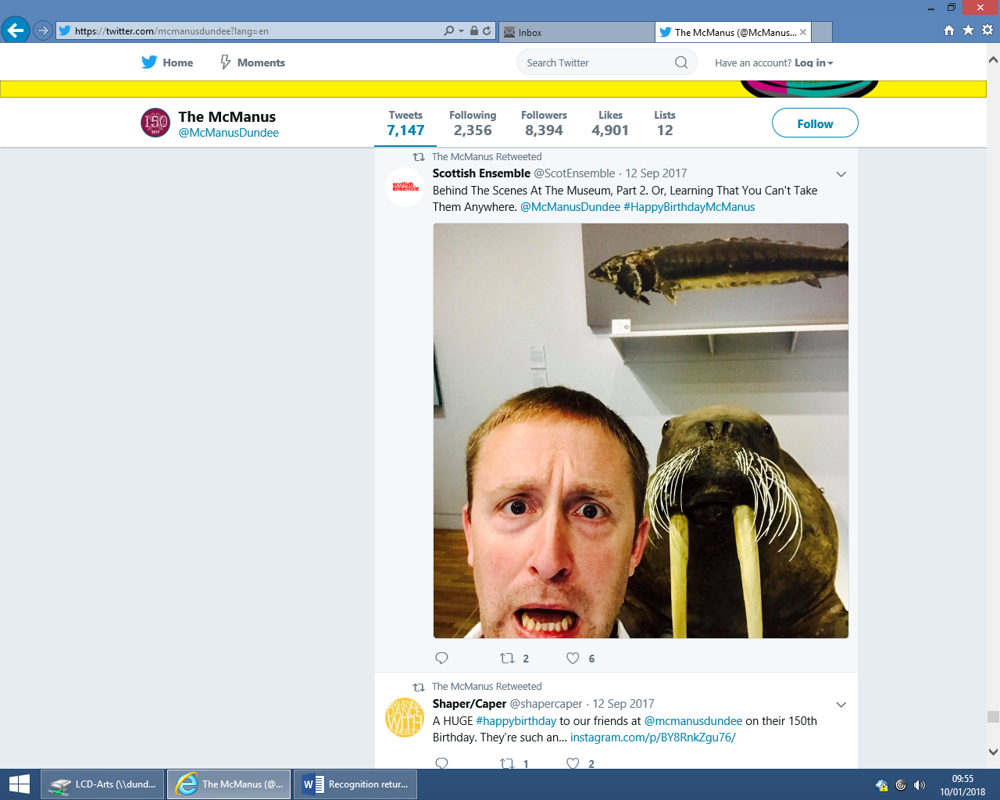 https://twitter.com/mcmanusdundee?lang=en
Inbox
The McManus (@McManus...
Home
Moments
Search Twitter
Have an account? Log in
150
2017
The McManus
@McManusDundee
Tweets
7,147
Following
2,356
Followers
8,394
Likes
4,901
Lists
12
Follow
The McManus Retweeted
scottish
ensemble
Scottish Ensemble @ScotEnsemble · 12 Sep 2017
Behind The Scenes At The Museum, Part 2. Or, Learning That You Can't Take
Them Anywhere. @McManusDundee #HappyBirthdayMcManus
2
6
The McManus Retweeted
I WANNA
DANCE
WITH
SOMEBODY
Shaper/Caper @shapercaper · 12 Sep 2017
A HUGE #happybirthday to our friends at @mcmanusdundee on their 150th
Birthday. They're such an... instagram.com/p/BY8RnkZgu76/
1
2
LCD-Arts (\\dund...
The McManus (@...
Recognition retur...
09:55
10/01/2018